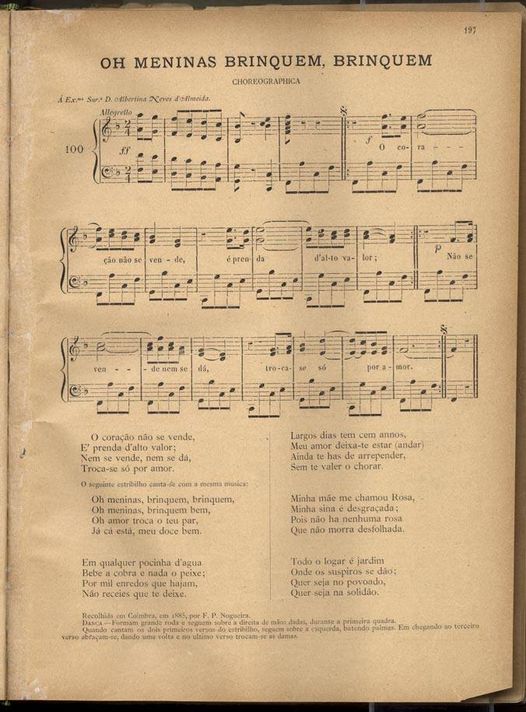 197
OH MENINAS BRINQUEM, BRINQUEM
CHOREOGRAPHICA
Á Ex.ma Snr.a D. Albertina Neves d'Almeida.
Allegretto
100
ff
f
O co- ra - - - -
ção não se ven - de, é pren - da d'al-to va- lor; Não se
p
ven - - - de nem se dá, tro-ca- se só por a - mor.
O coração não se vende,
E' prenda d'alto valor;
Nem se vende, nem se dá,
Troca-se só por amor.
O seguinte estribilho canta-se com a mesma musica:
Oh meninas, brinquem, brinquem,
Oh meninas, brinquem bem,
Oh amor troca o teu par,
Já cá está, meu doce bem.
Em qualquer pocinha d'agua
Bebe a cobra e nada o peixe;
Por mil enredos que hajam,
Não receies que te deixe.
Largos dias tem cem annos,
Meu amor deixa-te estar (andar)
Ainda te has de arrepender,
Sem te valer o chorar.
Minha mãe me chamou Rosa,
Minha sina é desgraçada;
Pois não ha nenhuma rosa
Que não morra desfolhada.
Todo o logar é jardim
Onde os suspiros se dão;
Quer seja no povoado,
Quer seja na solidão.
Recolhida em Coimbra, em 1885, por F. P. Nogueira.
DANÇA.—Formam grande roda e seguem sobre a direita de mãos dadas, durante a primeira quadra.
Quando cantam os dois primeiros versos do estribilho, seguem sobre a esquerda, batendo palmas. Em chegando ao terceiro
verso abraçam-se, dando uma volta e no ultimo verso trocam-se as damas.